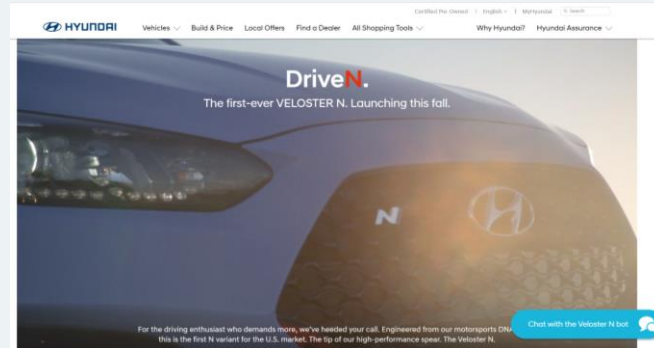 Certified Pre-Owned | English | MyHyundai Search
HYUNDAI Vehicles Build & Price Local Offers Find a Dealer All Shopping Tools Why Hyundai? Hyundai Assurance
DriveN.
The first-ever VELOSTER N. Launching this fall.
N
For the driving enthusiast who demands more, we've heeded your call. Engineered from our motorsports DNA
this is the first N variant for the U.S. market. The tip of our high-performance spear. The Veloster N.
Chat with the Veloster N bot